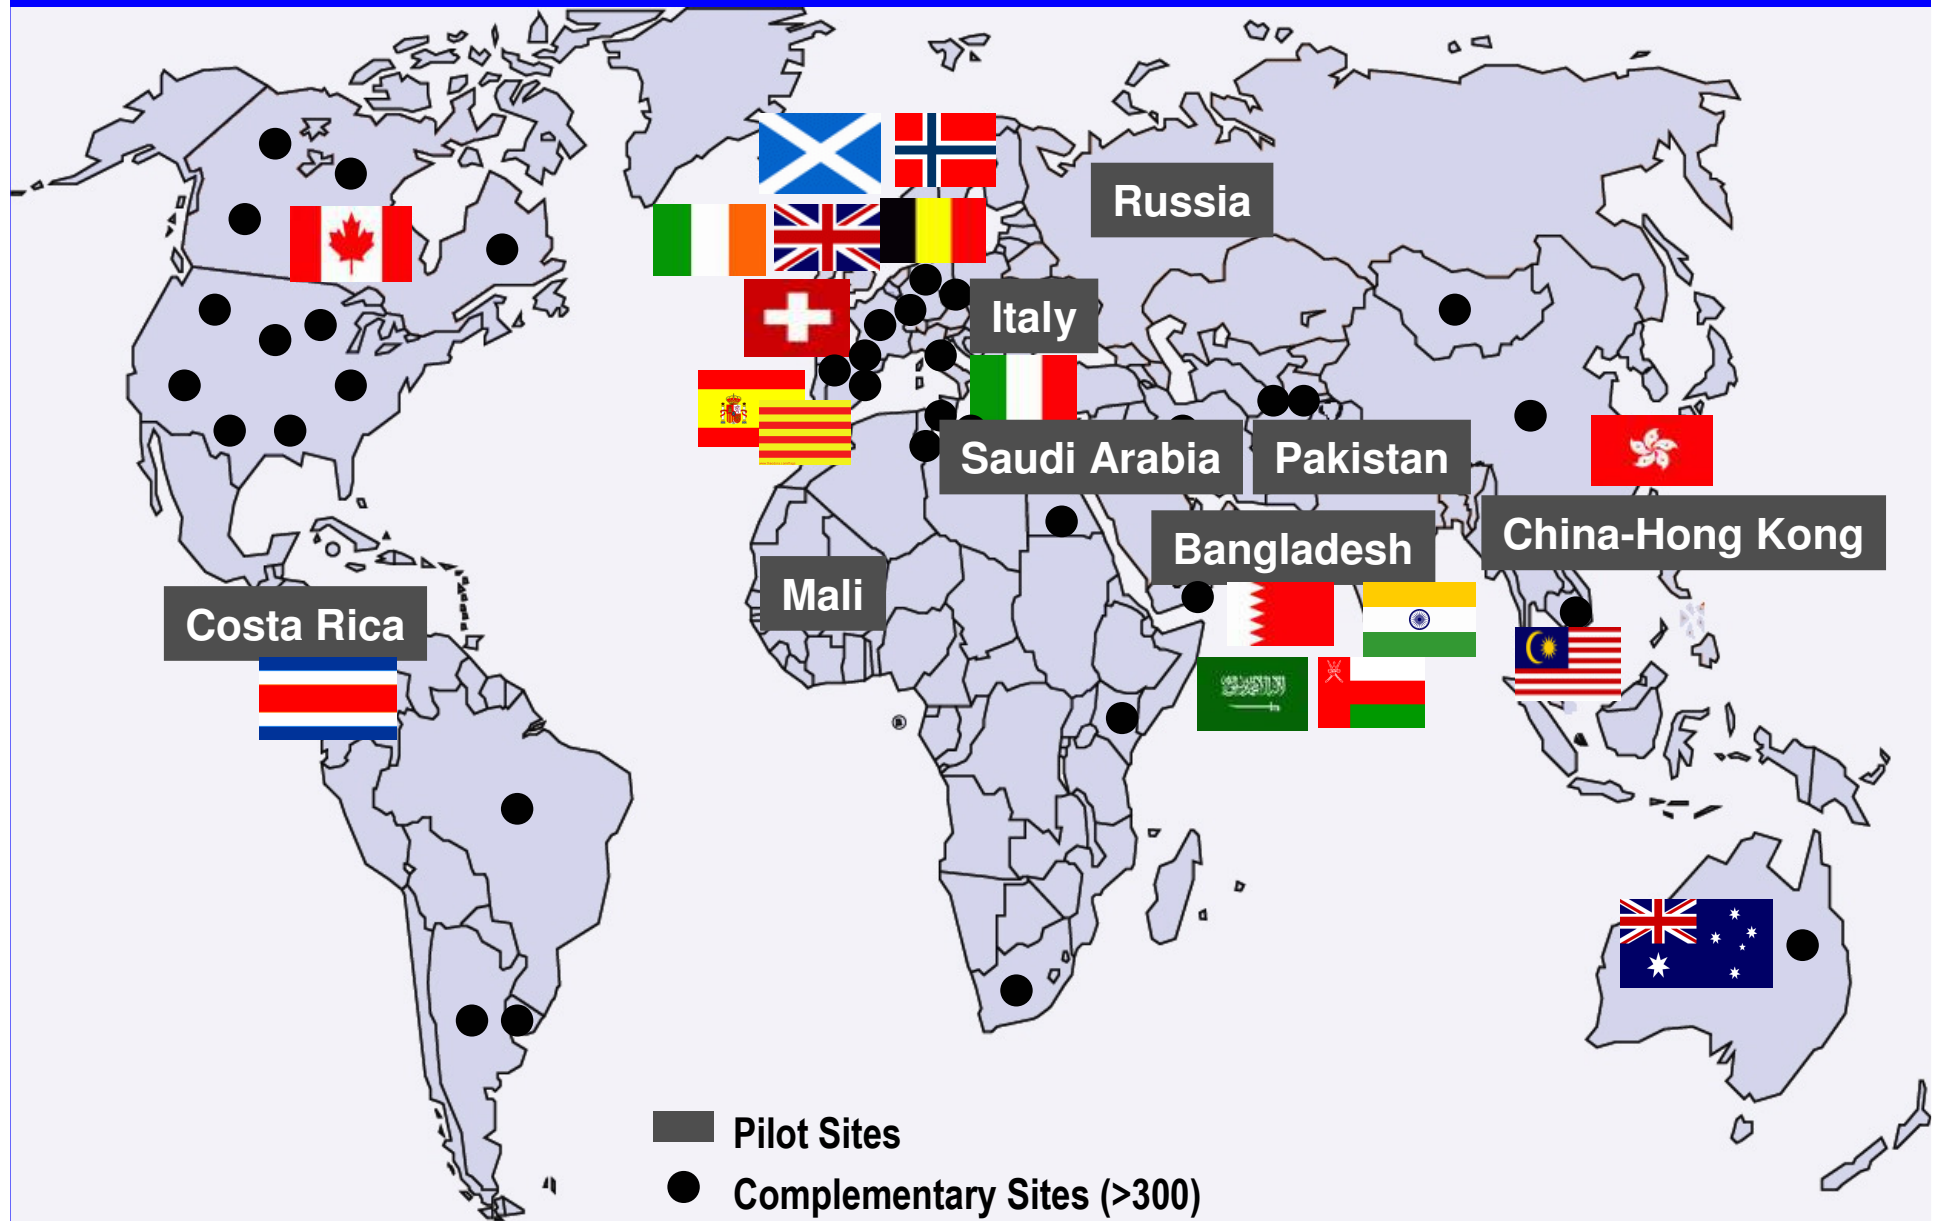 Russia
Italy
Saudi Arabia
Pakistan
China-Hong Kong
Bangladesh
Mali
Costa Rica
Pilot Sites
Complementary Sites (>300)